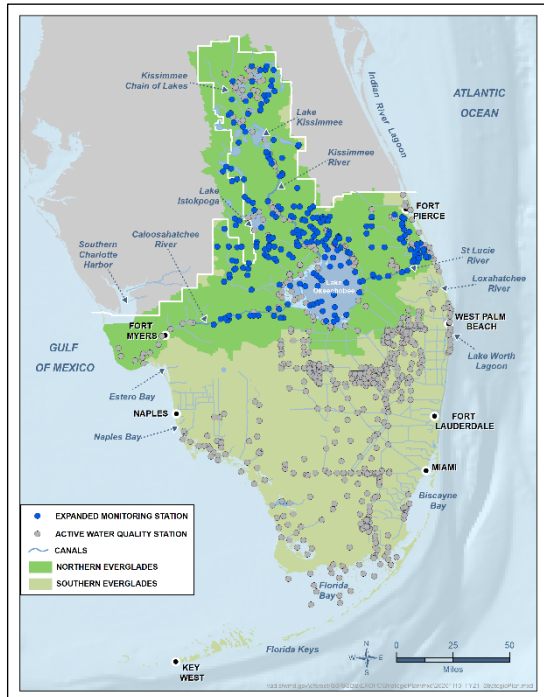 Kissimmee
Chain of Lakes
Indian River Lagoon
ATLANTIC
OCEAN
Lake
Kissimmee
Kissimmee
River
Lake
Istokpoga
FORT
PIERCE
Caloosahatchee
River
Southern
Charlotte
Harbor
St Lucie
River
Lake
Okeechobee
Loxahatchee
River
FORT
MYERS
WEST PALM
BEACH
GULF
OF MEXICO
Lake Worth
Lagoon
Estero Bay
NAPLES
FORT
LAUDERDALE
Naples Bay
MIAMI
Biscayne
Bay
EXPANDED MONITORING STATION
ACTIVE WATER QUALITY STATION
CANALS
NORTHERN EVERGLADES
SOUTHERN EVERGLADES
Florida
Bay
Florida Keys
KEY
WEST
N
W E
S
0 25 50
Miles